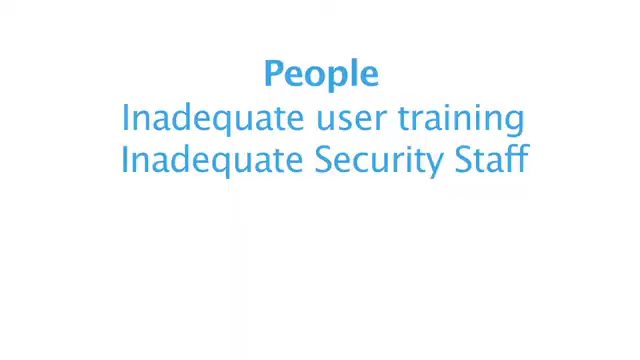 People
Inadequate user training
Inadequate Security Staff